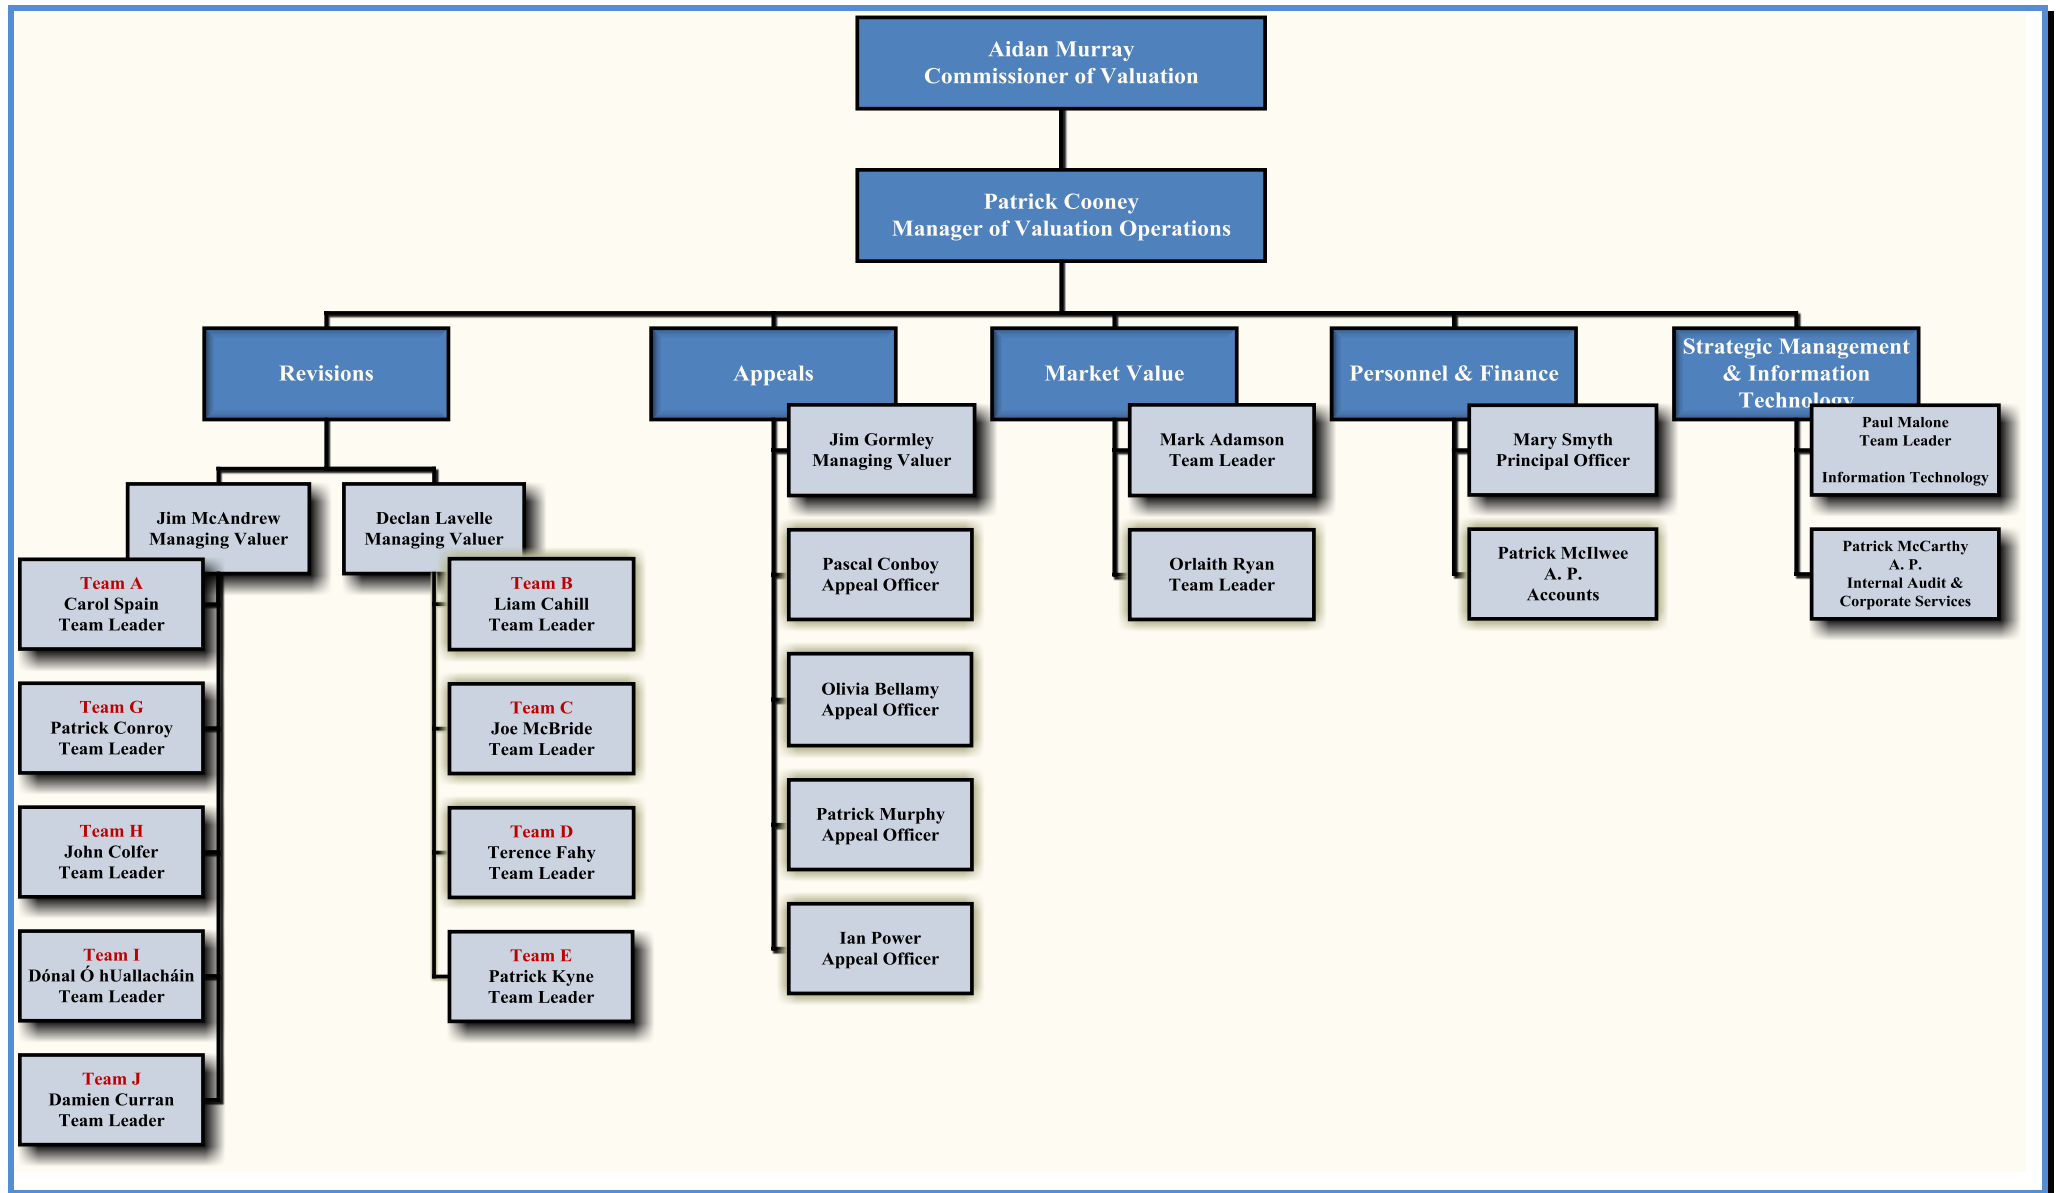 Aidan Murray
Commissioner of Valuation
Patrick Cooney
Manager of Valuation Operations
Revisions
Appeals
Market Value
Personnel & Finance
Strategic Management
& Information
Technology
Jim McAndrew
Managing Valuer
Declan Lavelle
Managing Valuer
Team A
Carol Spain
Team Leader
Team G
Patrick Conroy
Team Leader
Team H
John Colfer
Team Leader
Team I
Dónal Ó hUallacháin
Team Leader
Team J
Damien Curran
Team Leader
Team B
Liam Cahill
Team Leader
Team C
Joe McBride
Team Leader
Team D
Terence Fahy
Team Leader
Team E
Patrick Kyne
Team Leader
Jim Gormley
Managing Valuer
Pascal Conboy
Appeal Officer
Olivia Bellamy
Appeal Officer
Patrick Murphy
Appeal Officer
Ian Power
Appeal Officer
Mark Adamson
Team Leader
Orlaith Ryan
Team Leader
Mary Smyth
Principal Officer
Patrick McIlwee
A. P.
Accounts
Paul Malone
Team Leader
Information Technology
Patrick McCarthy
A. P.
Internal Audit &
Corporate Services